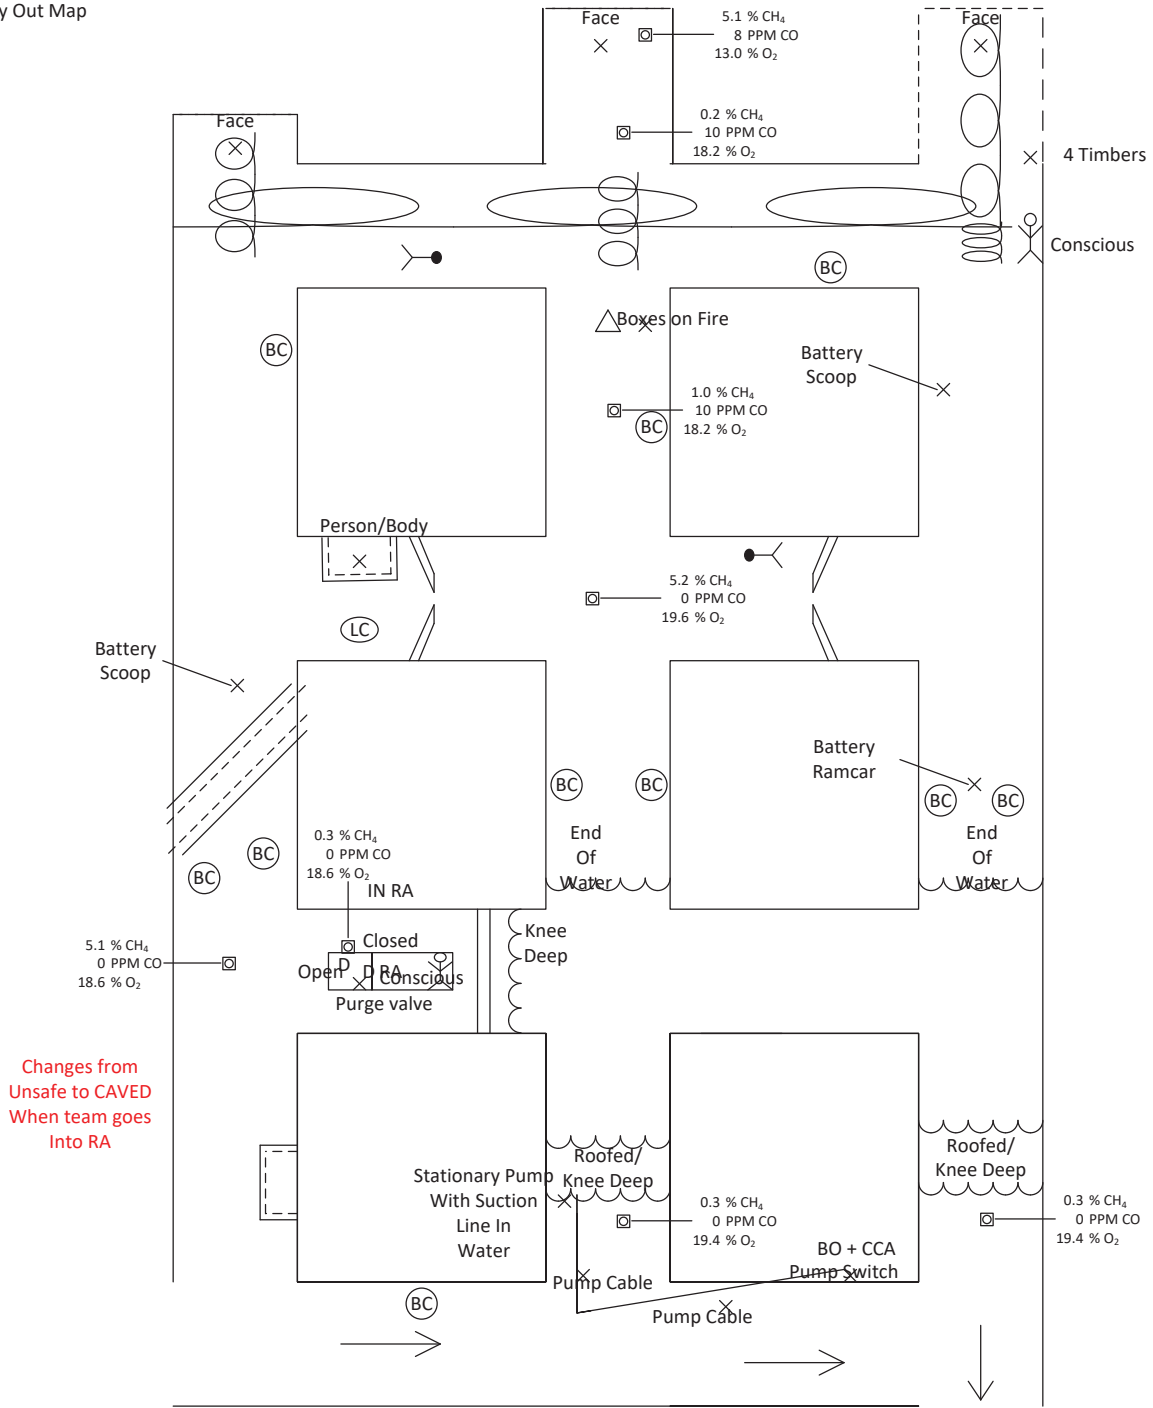 y Out Map
Face
5.1 % CH₄
8 PPM CO
13.0 % O₂
Face
Face
0.2 % CH₄
10 PPM CO
18.2 % O₂
4 Timbers
Conscious
BC
BC
Boxes on Fire
Battery
Scoop
1.0 % CH₄
10 PPM CO
18.2 % O₂
BC
Person/Body
5.2 % CH₄
0 PPM CO
19.6 % O₂
LC
Battery
Scoop
Battery
Ramcar
BC
BC
BC
BC
End
Of
Water
End
Of
Water
0.3 % CH₄
0 PPM CO
18.6 % O₂
BC
BC
IN RA
Knee
Deep
Closed
5.1 % CH₄
0 PPM CO
18.6 % O₂
Open
D
D RA
Conscious
Purge valve
Changes from
Unsafe to CAVED
When team goes
Into RA
Roofed/
Knee Deep
Roofed/
Knee Deep
Stationary Pump
With Suction
Line In
Water
0.3 % CH₄
0 PPM CO
19.4 % O₂
0.3 % CH₄
0 PPM CO
19.4 % O₂
BO + CCA
Pump Switch
Pump Cable
BC
Pump Cable